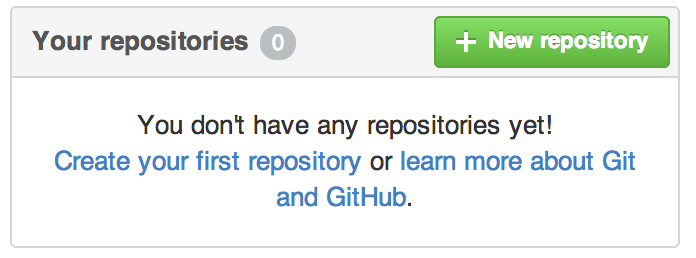 Your repositories 0 + New repository
You don't have any repositories yet!
Create your first repository or learn more about Git
and GitHub.